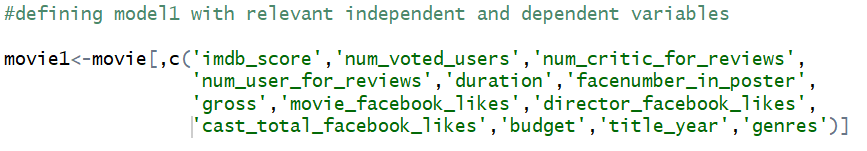 #defining model1 with relevant independent and dependent variables
movie1<-movie[,c('imdb_score','num_voted_users','num_critic_for_reviews',
'num_user_for_reviews','duration','facenumber_in_poster',
'gross','movie_facebook_likes','director_facebook_likes',
'cast_total_facebook_likes','budget','title_year','genres')]